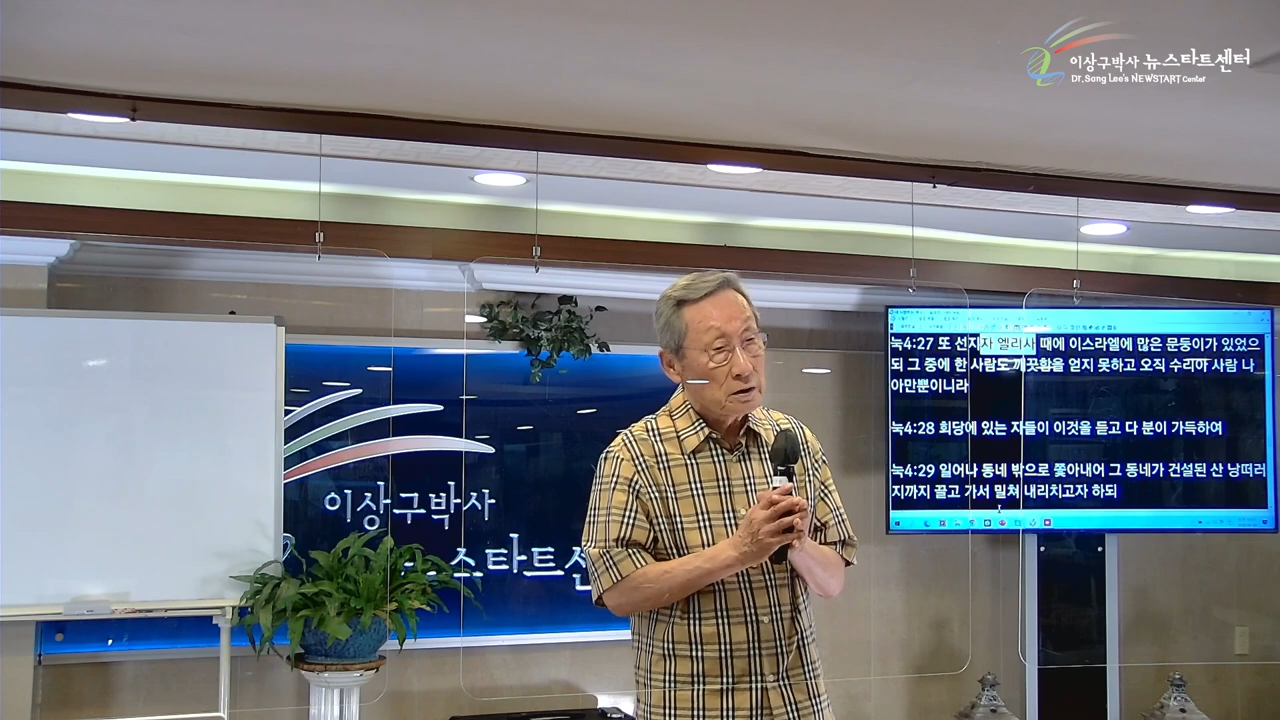 이상구박사 뉴스타트센터
Dr. Sang Lee's NEWSTART Center
눅4:27 또 선지자 엘리사 때에 이스라엘에 많은 문둥이가 있었으
되 그 중에 한 사람도 깨끗함을 얻지 못하고 오직 수리아 사람 나
아만뿐이니라
눅4:28 회당에 있는 자들이 이것을 듣고 다 분이 가득하여
눅4:29 일어나 동네 밖으로 쫓아내어 그 동네가 건설된 산 낭떠러
지까지 끌고 가서 밀쳐 내리치고자 하되
이상구박사
스타트센